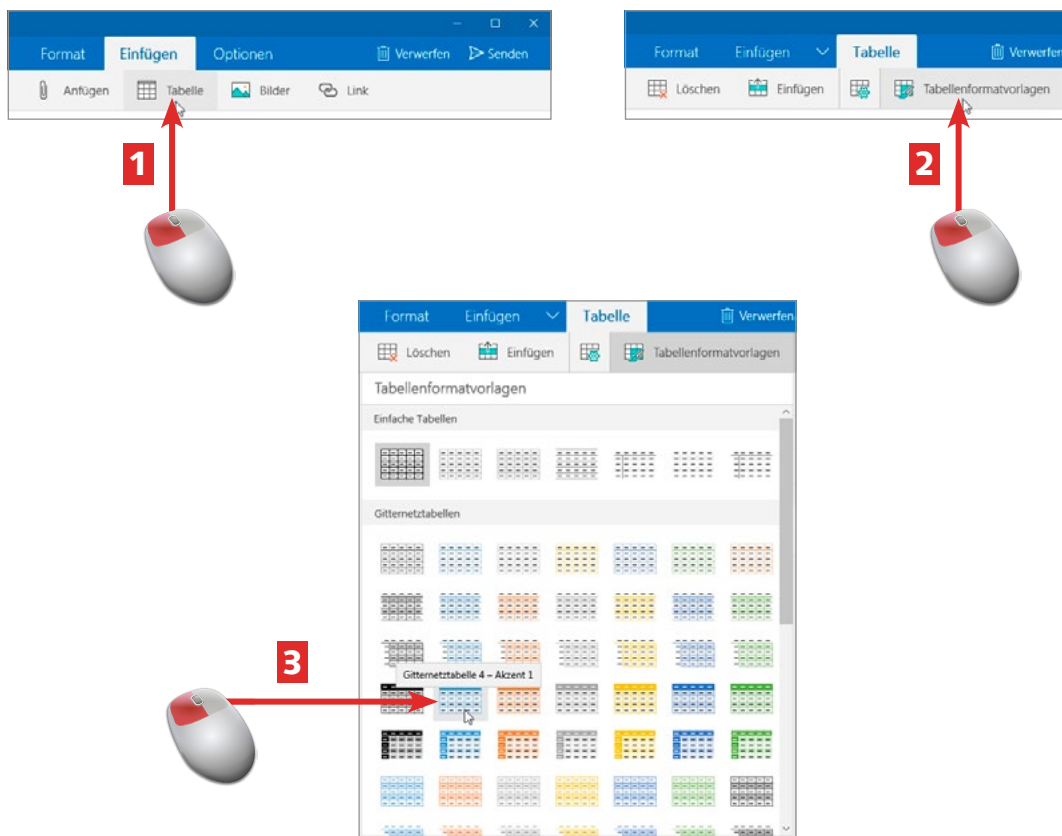 Format Einfügen Optionen Verwerfen Senden
Anfügen Tabelle Bilder Link
1
Format Einfügen Tabelle Verwerfen
Löschen Einfügen Tabellenformatvorlagen
2
Format Einfügen Tabelle Verwerfen
Löschen Einfügen Tabellenformatvorlagen
Tabellenformatvorlagen
Einfache Tabellen
Gitternetztabellen
3
Gitternetztabelle 4 – Akzent 1